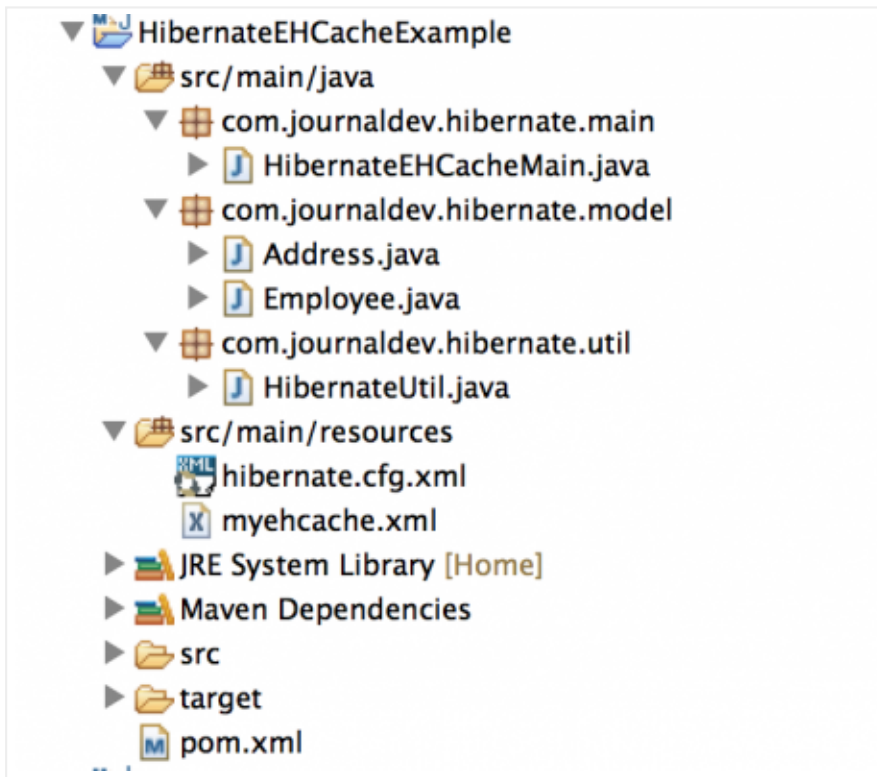 HibernateEHCacheExample
src/main/java
com.journaldev.hibernate.main
HibernateEHCacheMain.java
com.journaldev.hibernate.model
Address.java
Employee.java
com.journaldev.hibernate.util
HibernateUtil.java
src/main/resources
hibernate.cfg.xml
myehcache.xml
JRE System Library [Home]
Maven Dependencies
src
target
pom.xml